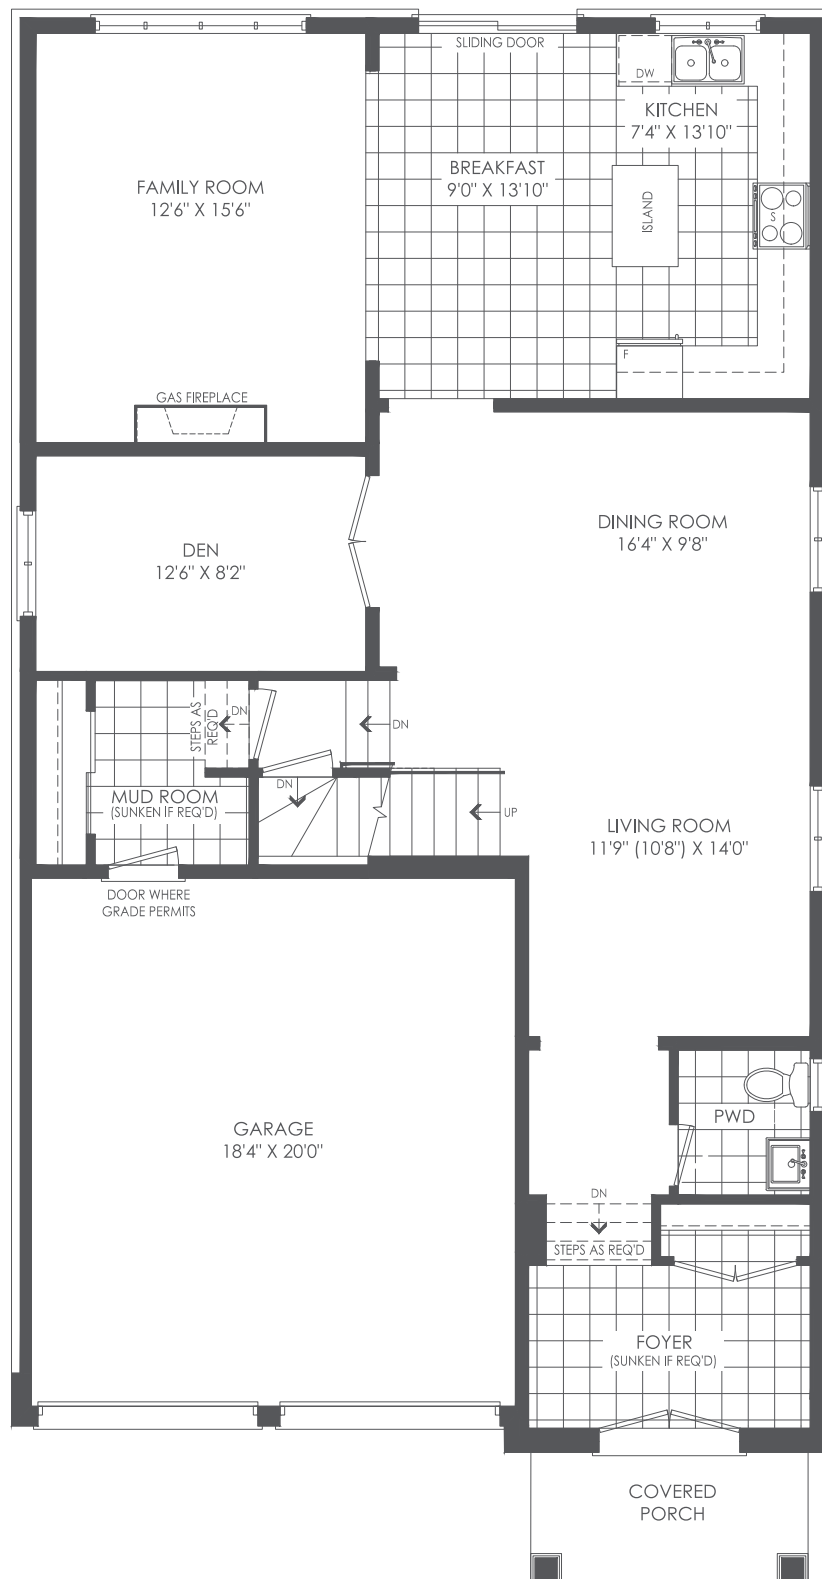 SLIDING DOOR
DW
KITCHEN
7'4" X 13'10"
BREAKFAST
9'0" X 13'10"
FAMILY ROOM
12'6" X 15'6"
ISLAND
S
F
GAS FIREPLACE
DINING ROOM
16'4" X 9'8"
DEN
12'6" X 8'2"
STEPS AS
REQ'D
DN
DN
DN
MUD ROOM
(SUNKEN IF REQ'D)
UP
LIVING ROOM
11'9" (10'8") X 14'0"
DOOR WHERE
GRADE PERMITS
GARAGE
18'4" X 20'0"
PWD
DN
STEPS AS REQ'D
FOYER
(SUNKEN IF REQ'D)
COVERED
PORCH